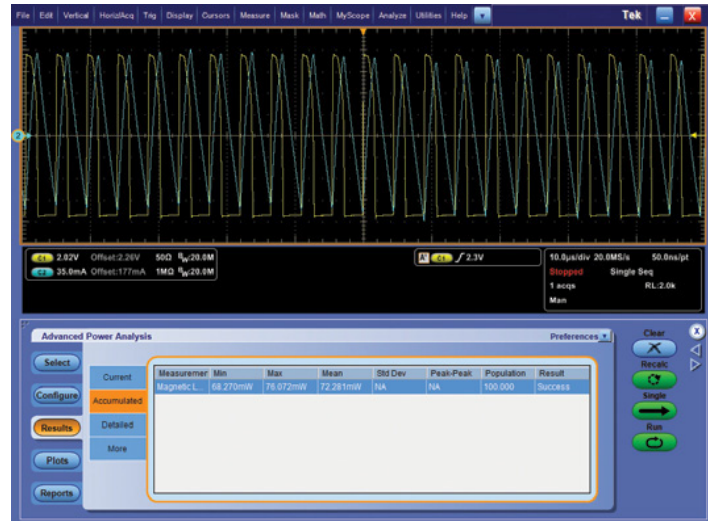 File Edit Vertical Horiz/Acq Trig Display Cursors Measure Mask Math MyScope Analyze Utilities Help Tek X
2
C1 2.02V Offset:2.26V 50Ω BW:20.0M
C2 35.0mA Offset:177mA 1MΩ BW:20.0M
A' C1 2.3V
10.0µs/div 20.0MS/s 50.0ns/pt
Stopped Single Seq
1 acqs RL:2.0k
Man
Advanced Power Analysis Preferences
Clear X
Select
Configure
Results
Plots
Reports
Current
Accumulated
Detailed
More
Measuremer Min Max Mean Std Dev Peak-Peak Population Result
Magnetic L... 68.270mW 76.072mW 72.281mW NA NA 100.000 Success
Recalc
Single
Run